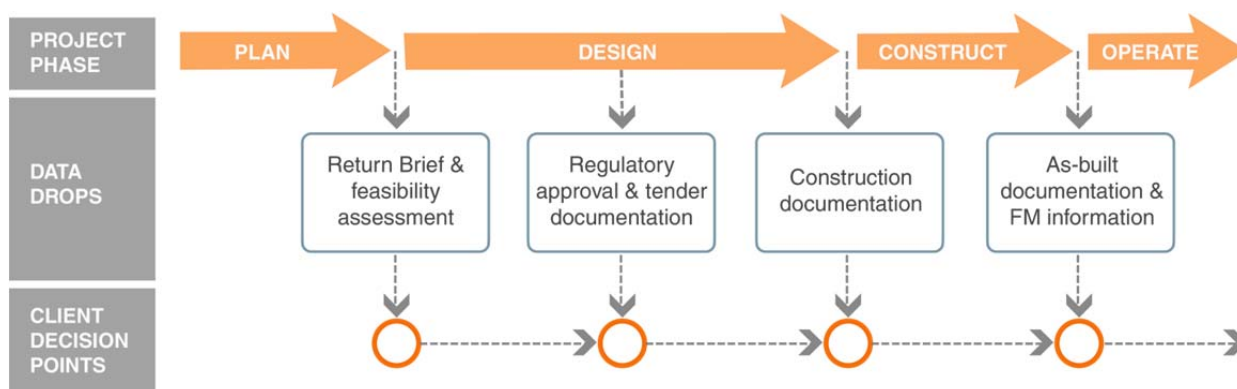 PROJECT
PHASE
PLAN
DESIGN
CONSTRUCT
OPERATE
DATA
DROPS
Return Brief &
feasibility
assessment
Regulatory
approval & tender
documentation
Construction
documentation
As-built
documentation &
FM information
CLIENT
DECISION
POINTS